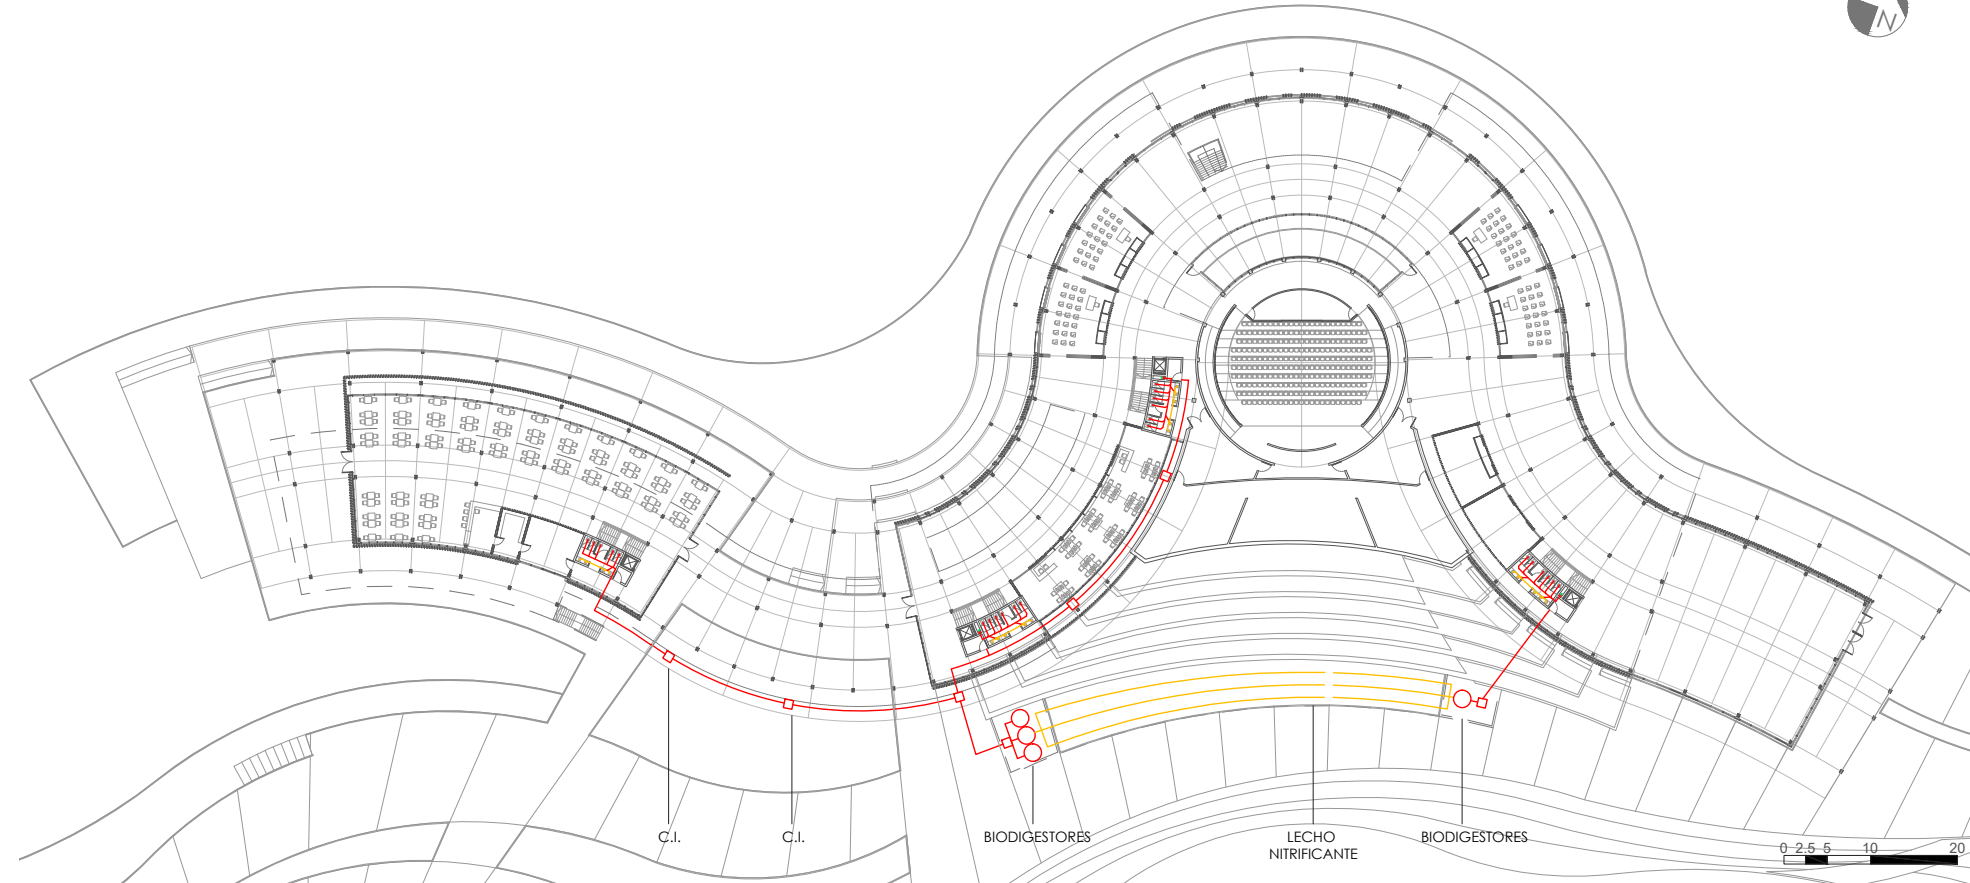 N
C.I.
C.I.
BIODIGESTORES
LECHO
NITRIFICANTE
BIODIGESTORES
0 2.5 5 10 20